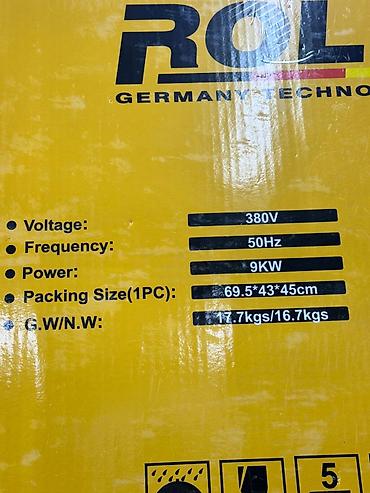 ROL
GERMANY TECHNO
Voltage: 380V
Frequency: 50Hz
Power: 9KW
Packing Size(1PC): 69.5*43*45cm
G.W/N.W: 17.7kgs/16.7kgs
5